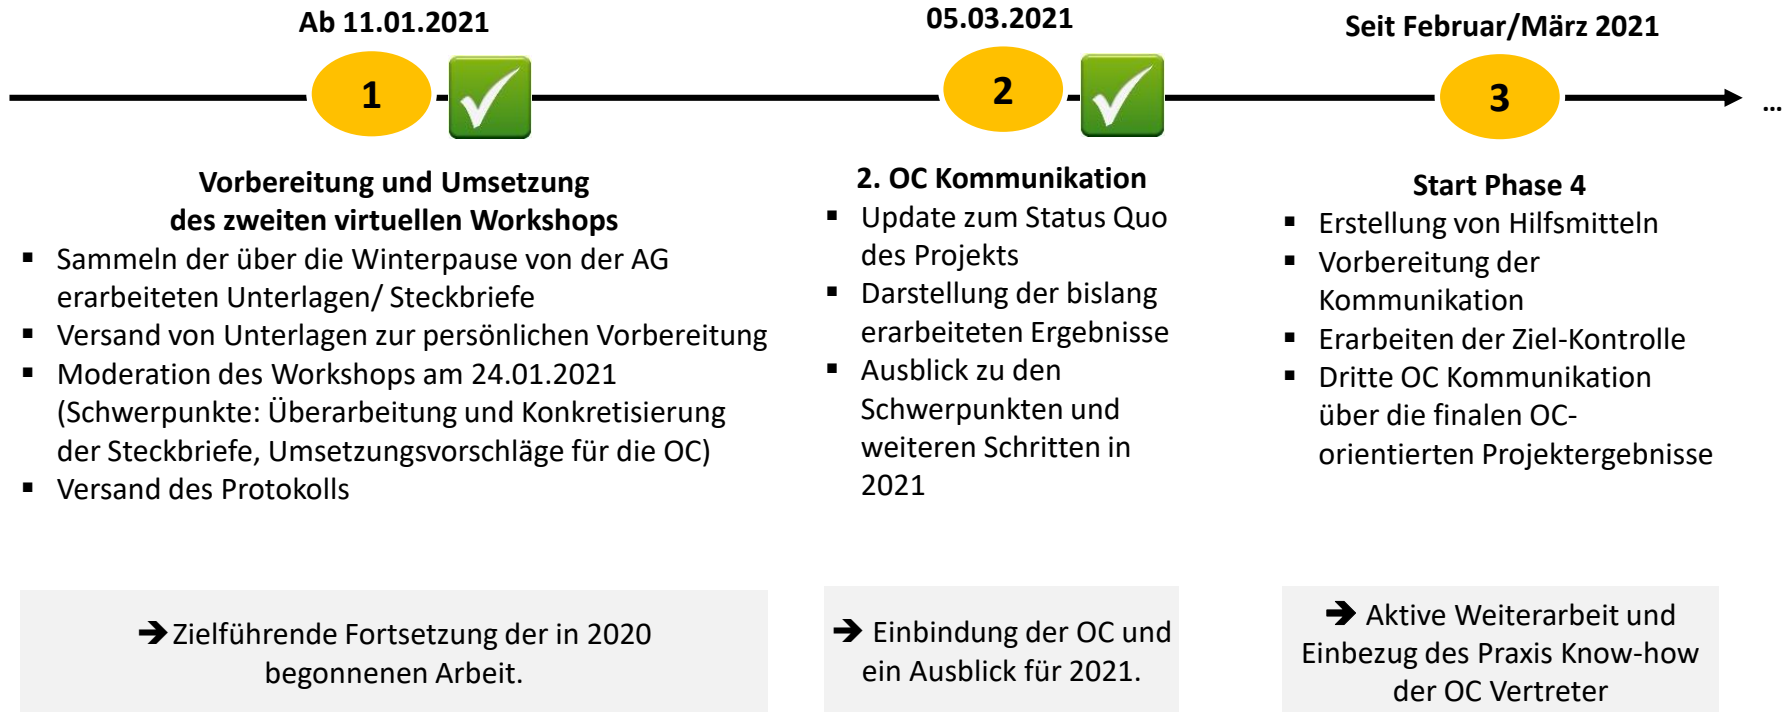 Ab 11.01.2021
1
Vorbereitung und Umsetzung
des zweiten virtuellen Workshops
▪ Sammeln der über die Winterpause von der AG
erarbeiteten Unterlagen/ Steckbriefe
▪ Versand von Unterlagen zur persönlichen Vorbereitung
▪ Moderation des Workshops am 24.01.2021
(Schwerpunkte: Überarbeitung und Konkretisierung
der Steckbriefe, Umsetzungsvorschläge für die OC)
▪ Versand des Protokolls
➔ Zielführende Fortsetzung der in 2020
begonnenen Arbeit.
05.03.2021
2
2. OC Kommunikation
▪ Update zum Status Quo
des Projekts
▪ Darstellung der bislang
erarbeiteten Ergebnisse
▪ Ausblick zu den
Schwerpunkten und
weiteren Schritten in
2021
➔ Einbindung der OC und
ein Ausblick für 2021.
Seit Februar/März 2021
3
...
Start Phase 4
▪ Erstellung von Hilfsmitteln
▪ Vorbereitung der
Kommunikation
▪ Erarbeiten der Ziel-Kontrolle
▪ Dritte OC Kommunikation
über die finalen OC-
orientierten Projektergebnisse
➔ Aktive Weiterarbeit und
Einbezug des Praxis Know-how
der OC Vertreter